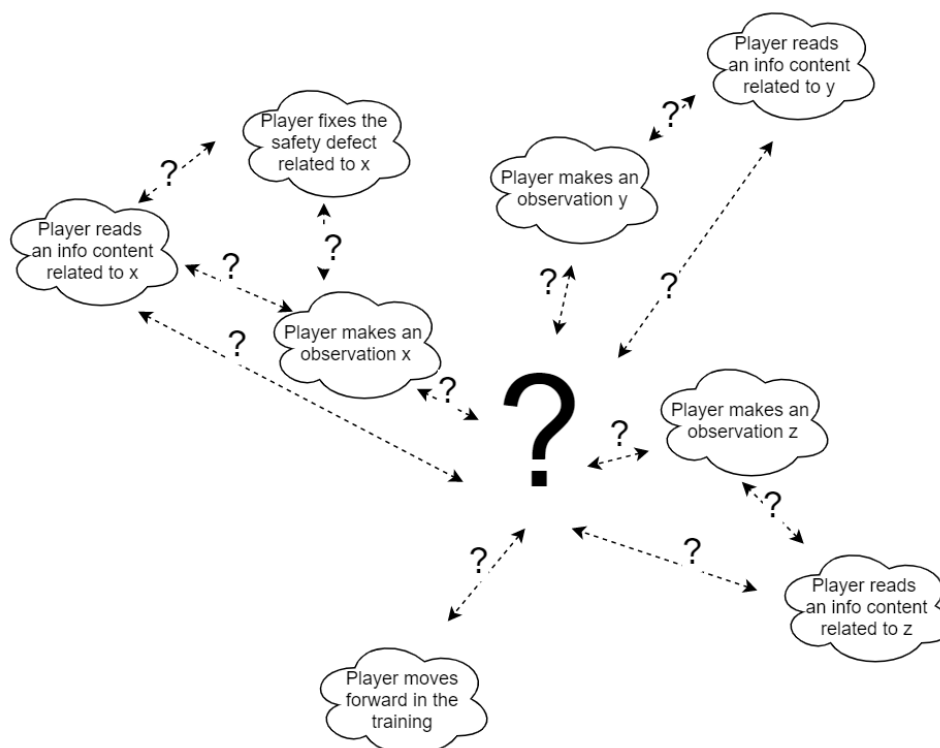 Player reads
an info content
related to y
?
Player fixes the
safety defect
related to x
?
Player makes an
observation y
?
Player reads
an info content
related to x
?
?
?
?
Player makes an
observation x
?
?
?
Player makes an
observation z
?
?
?
?
Player reads
an info content
related to z
Player moves
forward in the
training